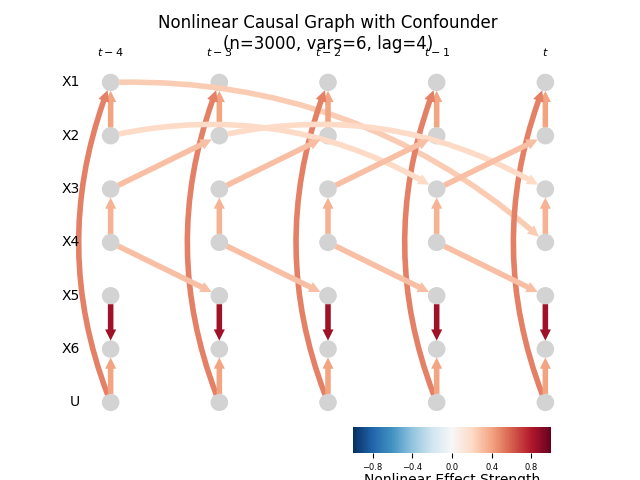 Nonlinear Causal Graph with Confounder
(n=3000, vars=6, lag=4)
t − 4 t − 3 t − 2 t − 1 t
X1
X2
X3
X4
X5
X6
U
−0.8 −0.4 0.0 0.4 0.8
Nonlinear Effect Strength